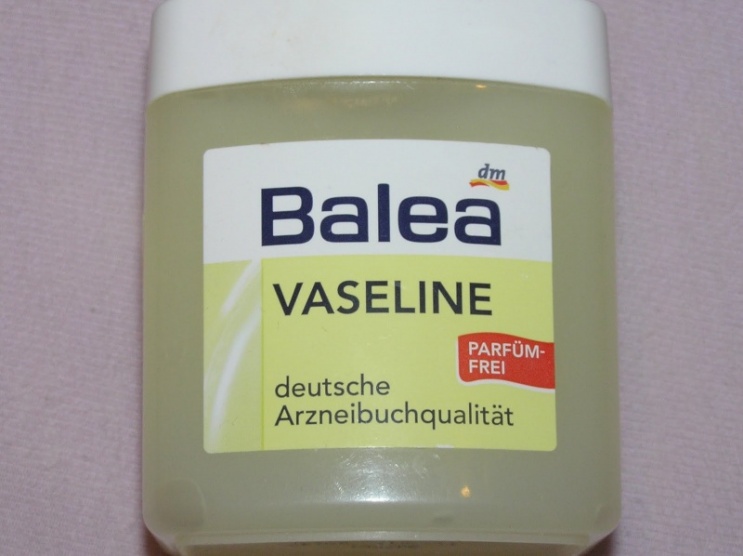 dm
Balea
VASELINE
PARFÜM-
FREI
deutsche
Arzneibuchqualität